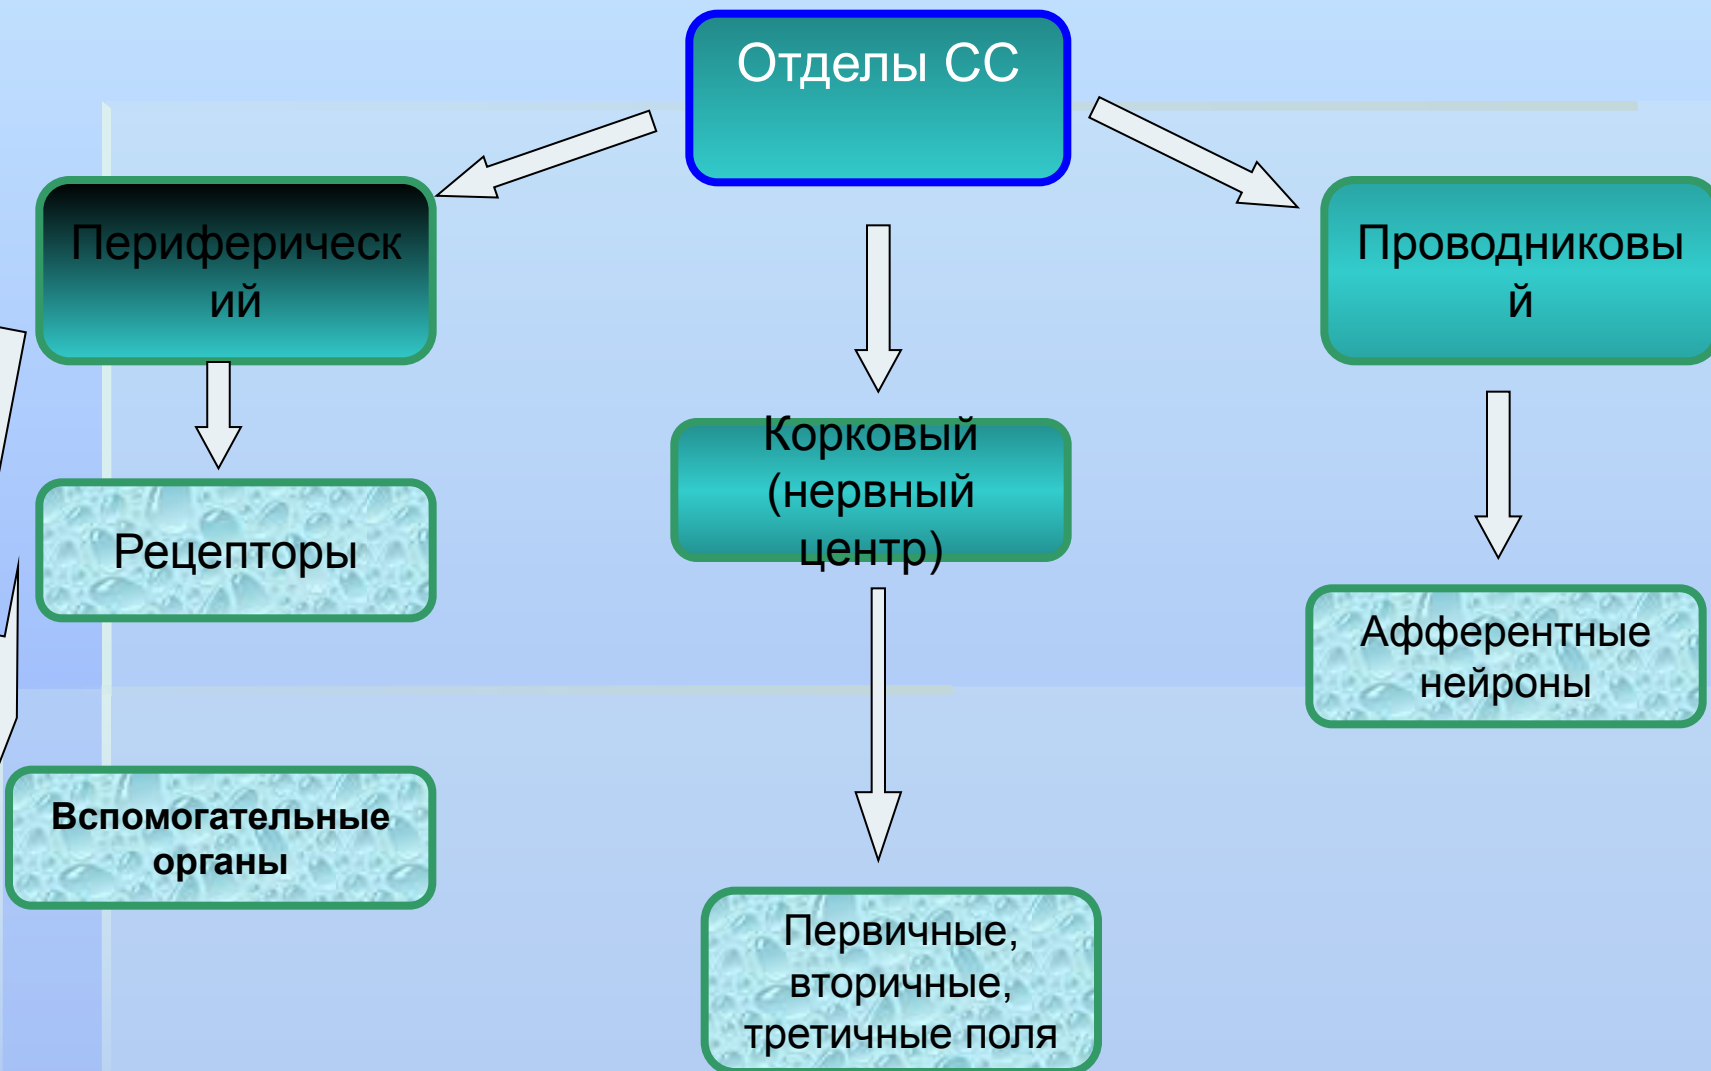 Отделы СС
Периферическ
ий
Проводниковы
й
Корковый
(нервный
центр)
Рецепторы
Афферентные
нейроны
Вспомогательные
органы
Первичные,
вторичные,
третичные поля